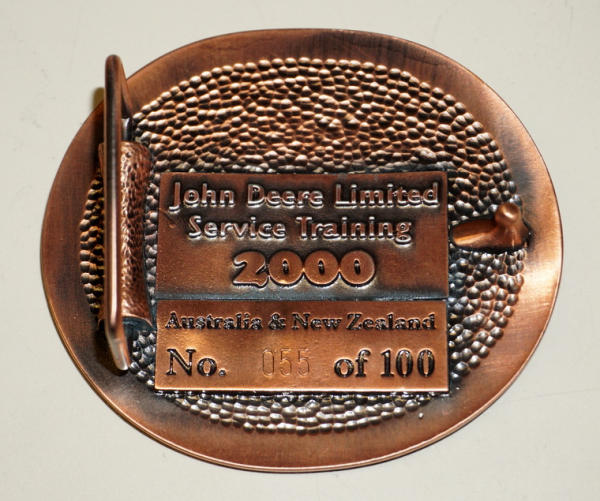 John Deere Limited
Service Training
2000
Australia & New Zealand
No. 055 of 100